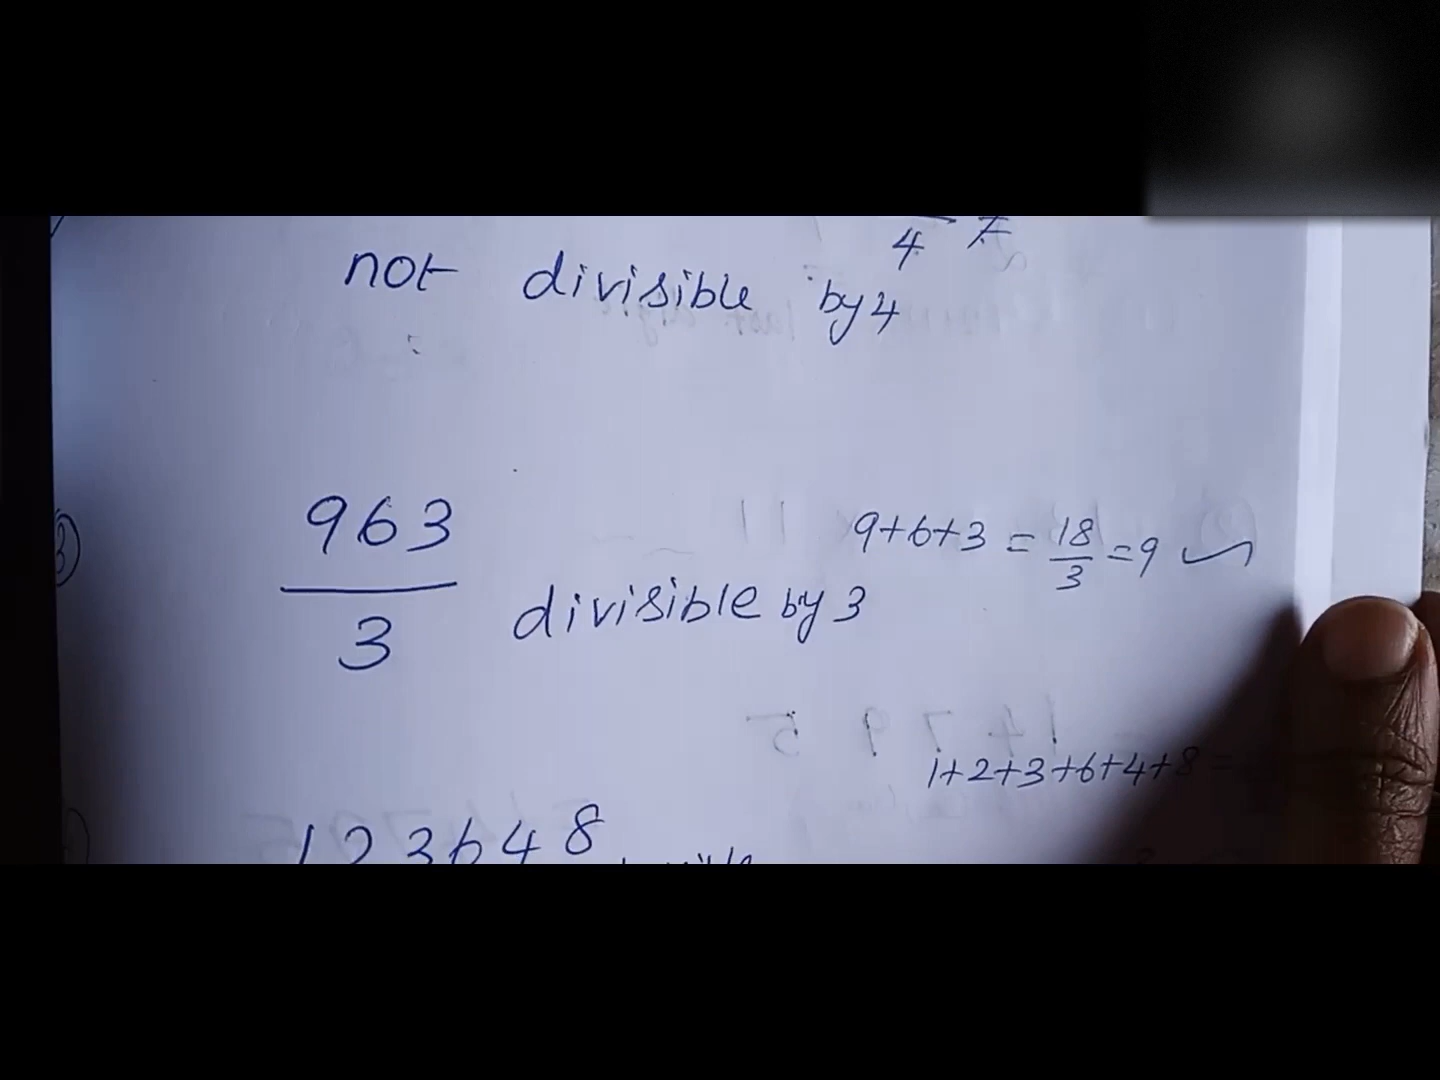 4 ≠
not divisible by 4
963
9+6+3 = 18
3 = 9
3 divisible by 3
1+2+3+6+4+8 =
123648